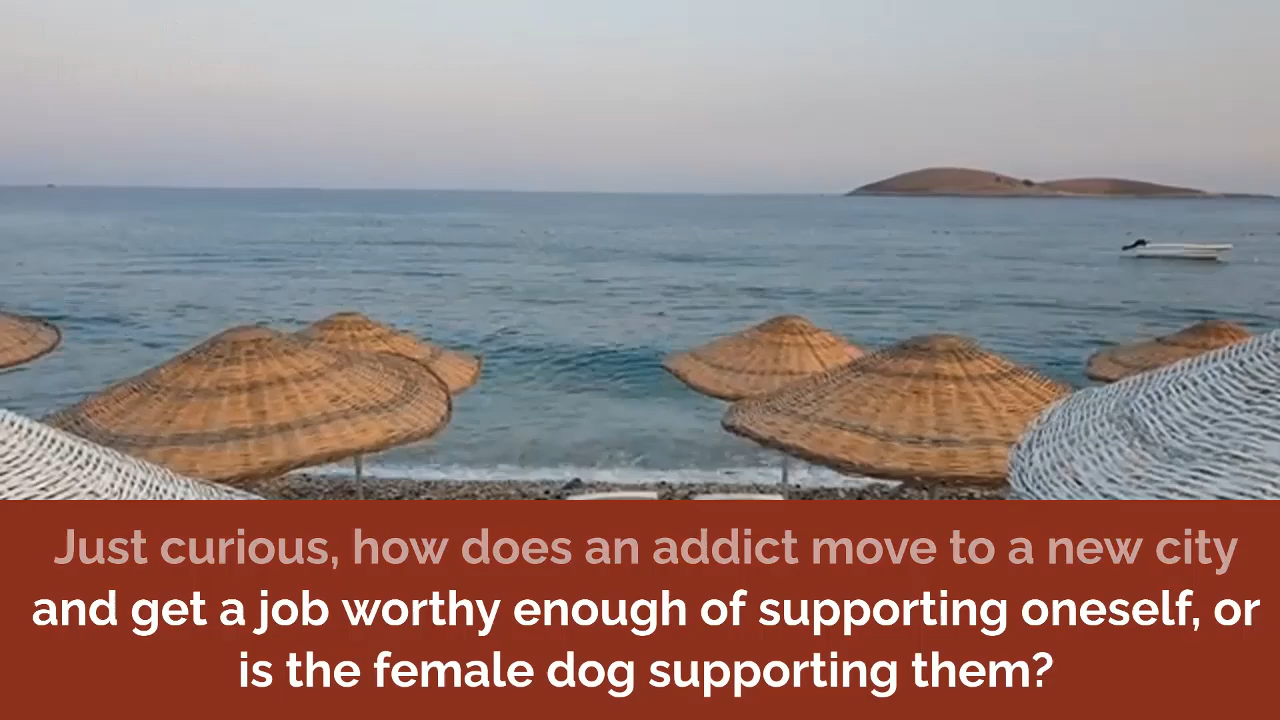 Just curious, how does an addict move to a new city
and get a job worthy enough of supporting oneself, or
is the female dog supporting them?